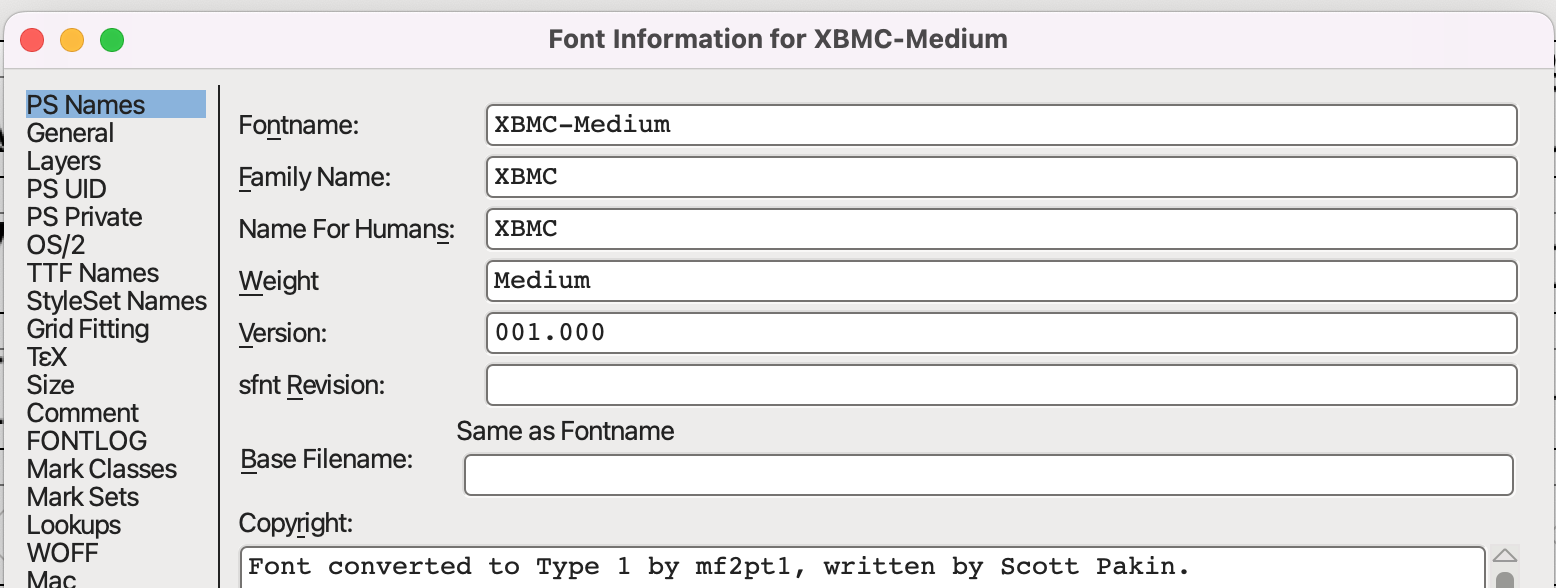 Font Information for XBMC-Medium
PS Names
General
Layers
PS UID
PS Private
OS/2
TTF Names
StyleSet Names
Grid Fitting
ΤεΧ
Size
Comment
FONTLOG
Mark Classes
Mark Sets
Lookups
WOFF
Mac
Fontname: XBMC-Medium
Family Name: XBMC
Name For Humans: XBMC
Weight Medium
Version: 001.000
sfnt Revision:
Same as Fontname
Base Filename:
Copyright:
Font converted to Type 1 by mf2pt1, written by Scott Pakin.